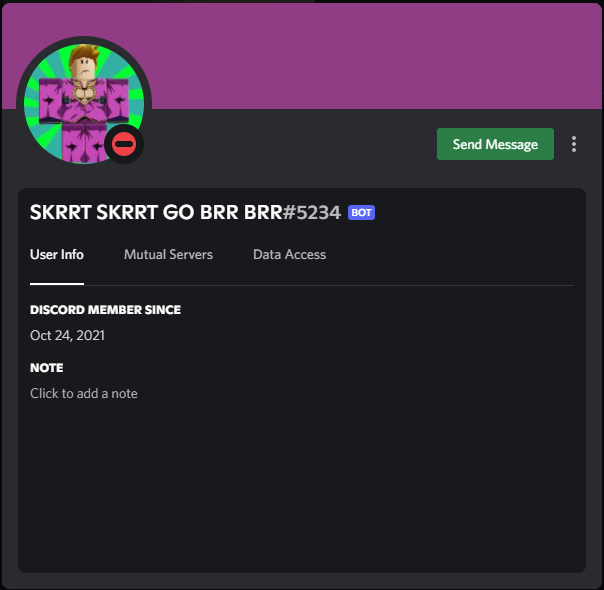 Send Message
SKRRT SKRRT GO BRR BRR#5234 BOT
User Info Mutual Servers Data Access
DISCORD MEMBER SINCE
Oct 24, 2021
NOTE
Click to add a note